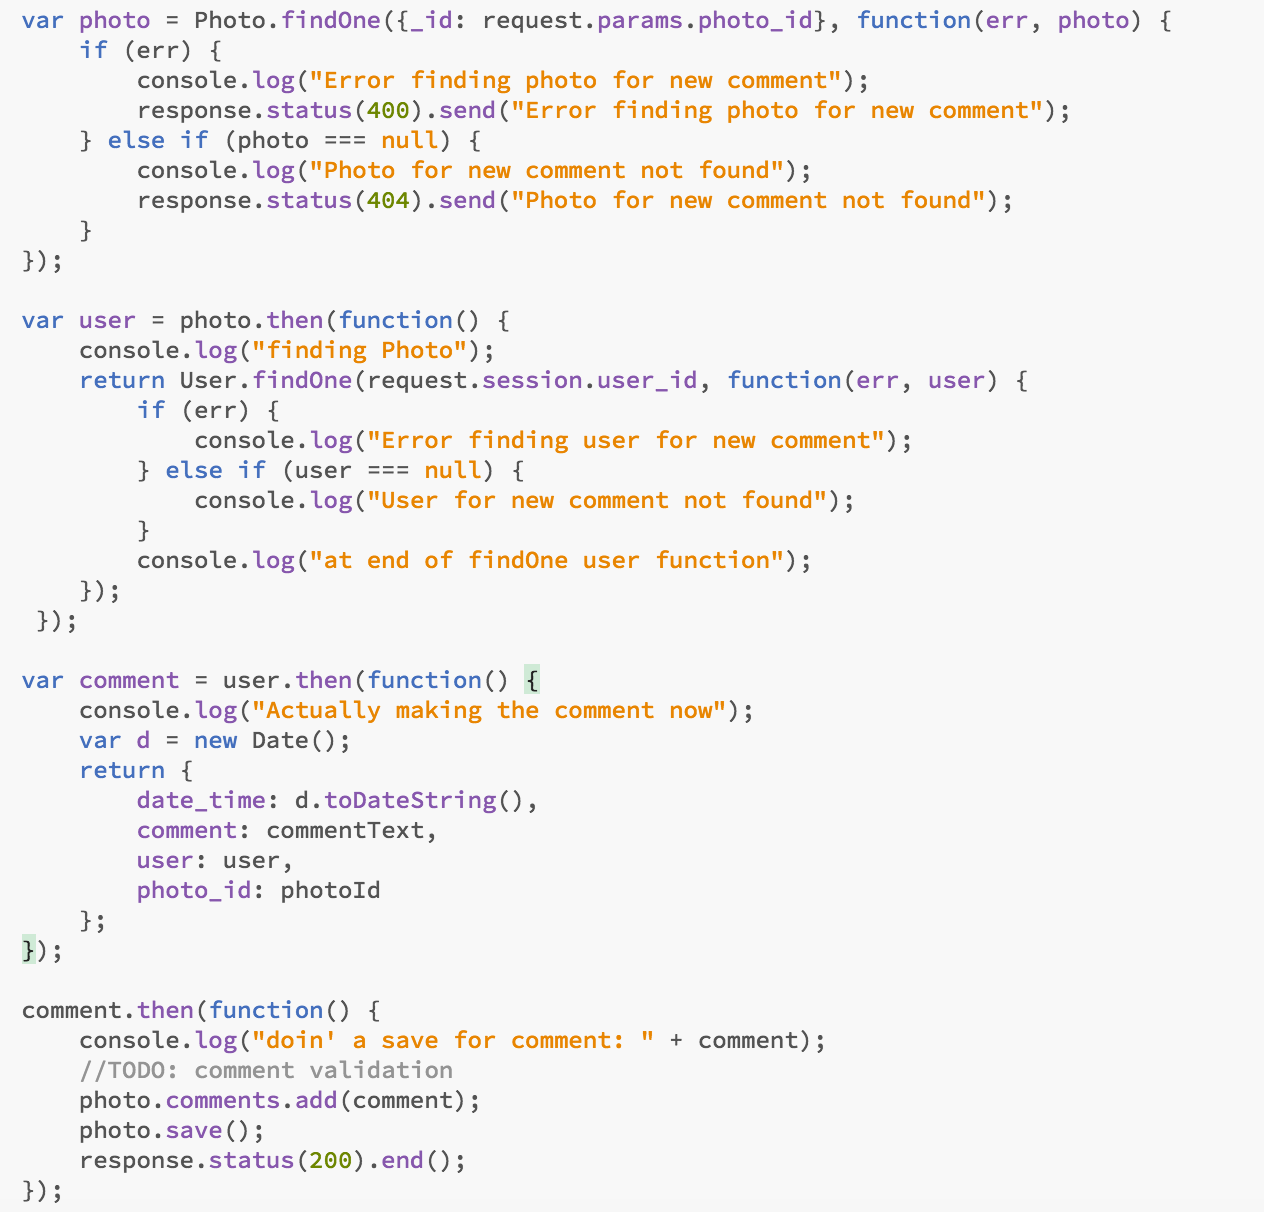 var photo = Photo.findOne({_id: request.params.photo_id}, function(err, photo) {
    if (err) {
        console.log("Error finding photo for new comment");
        response.status(400).send("Error finding photo for new comment");
    } else if (photo === null) {
        console.log("Photo for new comment not found");
        response.status(404).send("Photo for new comment not found");
    }
});

var user = photo.then(function() {
    console.log("finding Photo");
    return User.findOne(request.session.user_id, function(err, user) {
        if (err) {
            console.log("Error finding user for new comment");
        } else if (user === null) {
            console.log("User for new comment not found");
        }
        console.log("at end of findOne user function");
    });
 });

var comment = user.then(function() {
    console.log("Actually making the comment now");
    var d = new Date();
    return {
        date_time: d.toDateString(),
        comment: commentText,
        user: user,
        photo_id: photoId
    };
});

comment.then(function() {
    console.log("doin' a save for comment: " + comment);
    //TODO: comment validation
    photo.comments.add(comment);
    photo.save();
    response.status(200).end();
});